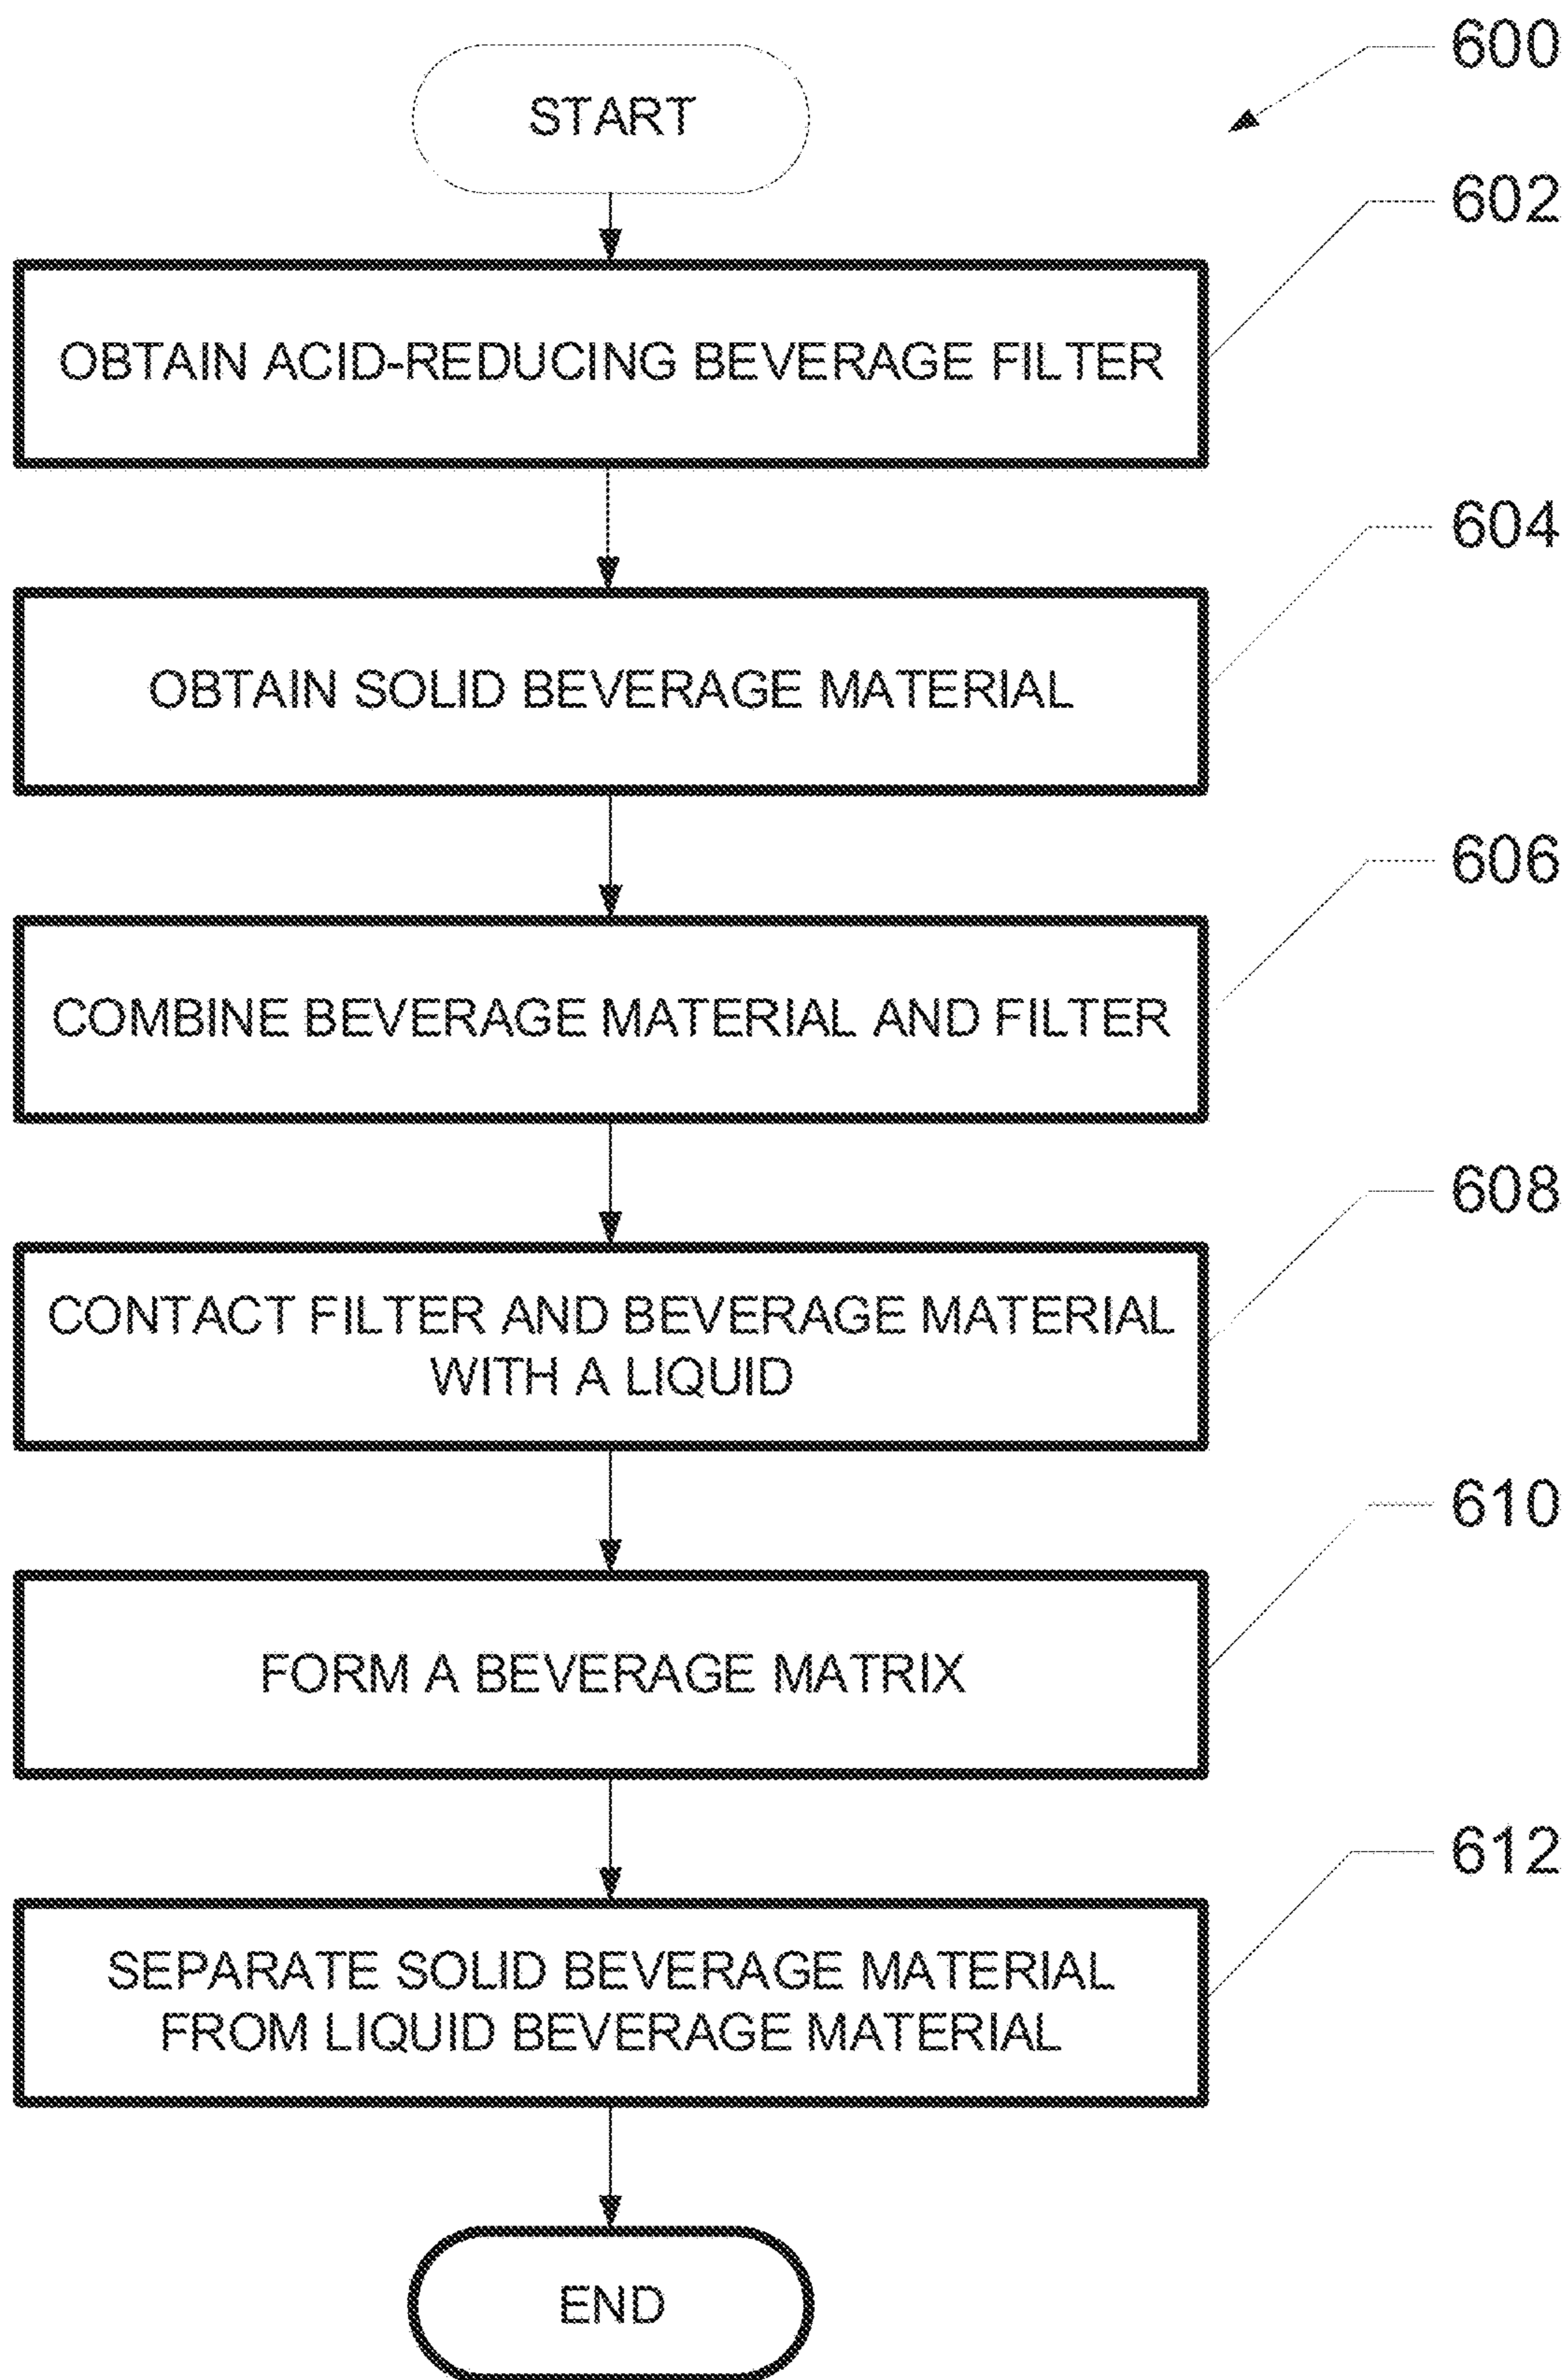 600
START
602
OBTAIN ACID-REDUCING BEVERAGE FILTER
604
OBTAIN SOLID BEVERAGE MATERIAL
606
COMBINE BEVERAGE MATERIAL AND FILTER
608
CONTACT FILTER AND BEVERAGE MATERIAL
WITH A LIQUID
610
FORM A BEVERAGE MATRIX
612
SEPARATE SOLID BEVERAGE MATERIAL
FROM LIQUID BEVERAGE MATERIAL
END